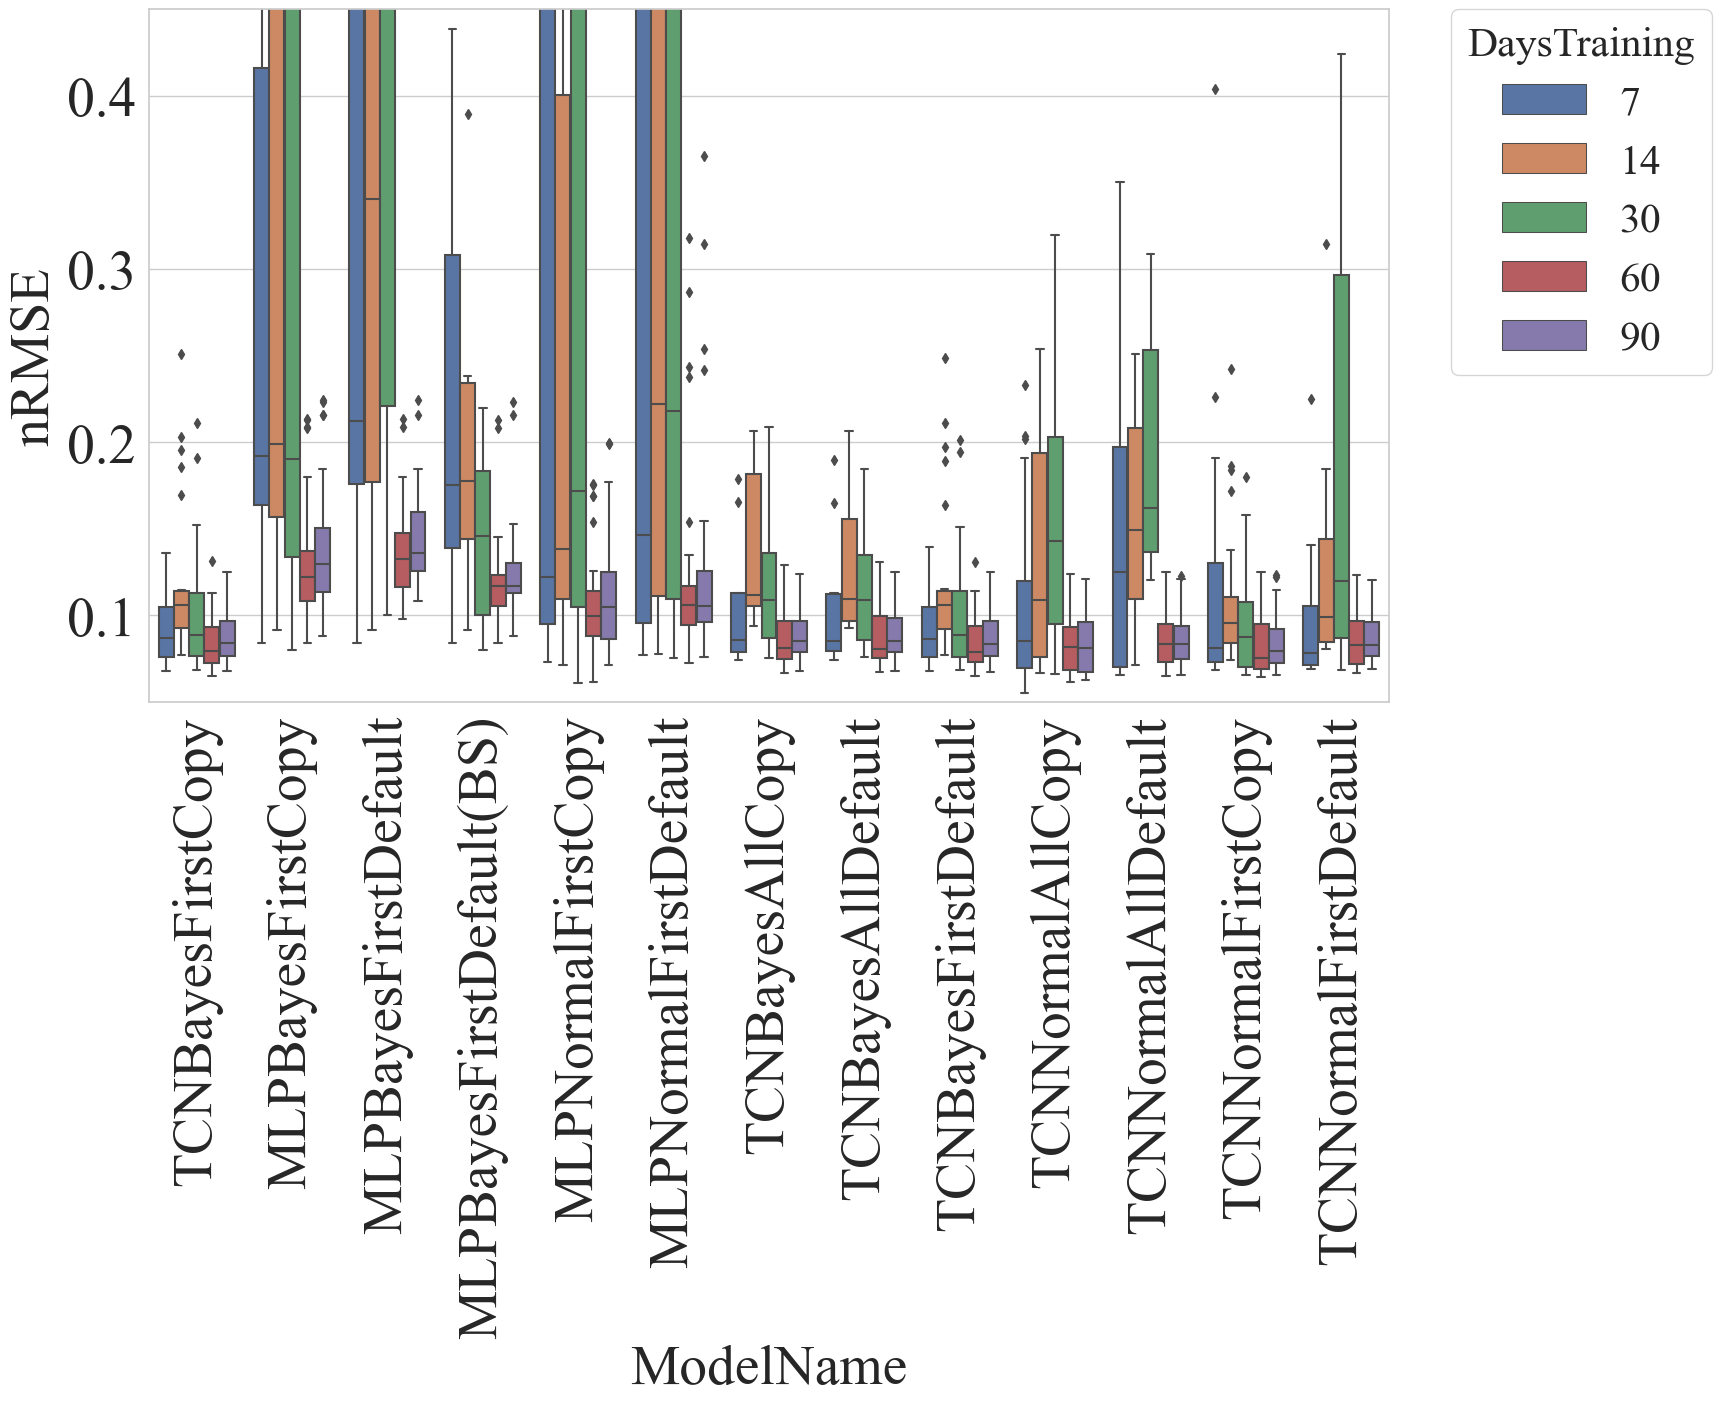 nRMSE
0.4
0.3
0.2
0.1
TCNBayesFirstCopy
MLPBayesFirstCopy
MLPBayesFirstDefault
MLPBayesFirstDefault(BS)
MLPNormalFirstCopy
MLPNormalFirstDefault
TCNBayesAllCopy
TCNBayesAllDefault
TCNBayesFirstDefault
TCNNormalAllCopy
TCNNormalAllDefault
TCNNormalFirstCopy
TCNNormalFirstDefault
ModelName
DaysTraining
7
14
30
60
90